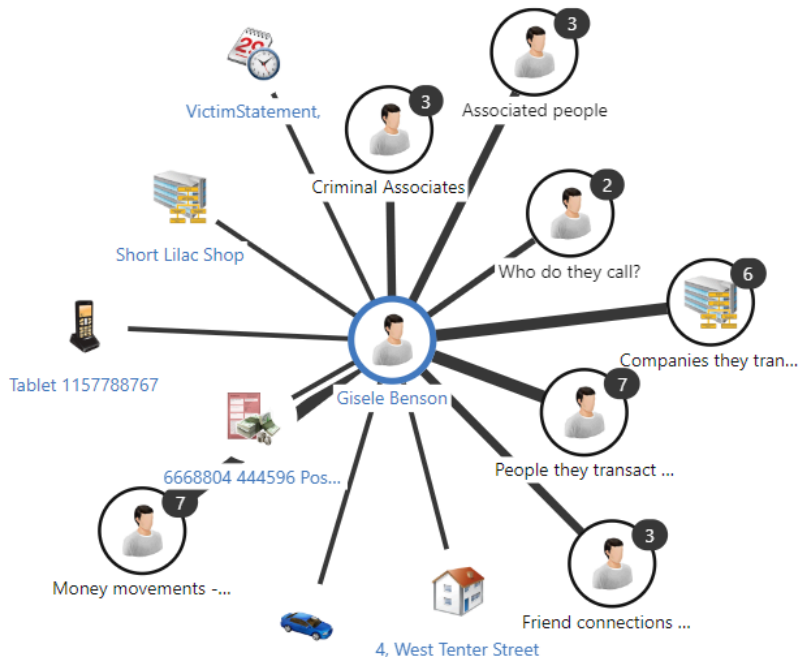 3
29
VictimStatement,
3
Associated people
Criminal Associates
2
Short Lilac Shop
Who do they call?
6
Companies they tran...
Tablet 1157788767
Gisele Benson
7
6668804 444596 Pos...
People they transact ...
7
3
Money movements -...
Friend connections ...
4, West Tenter Street